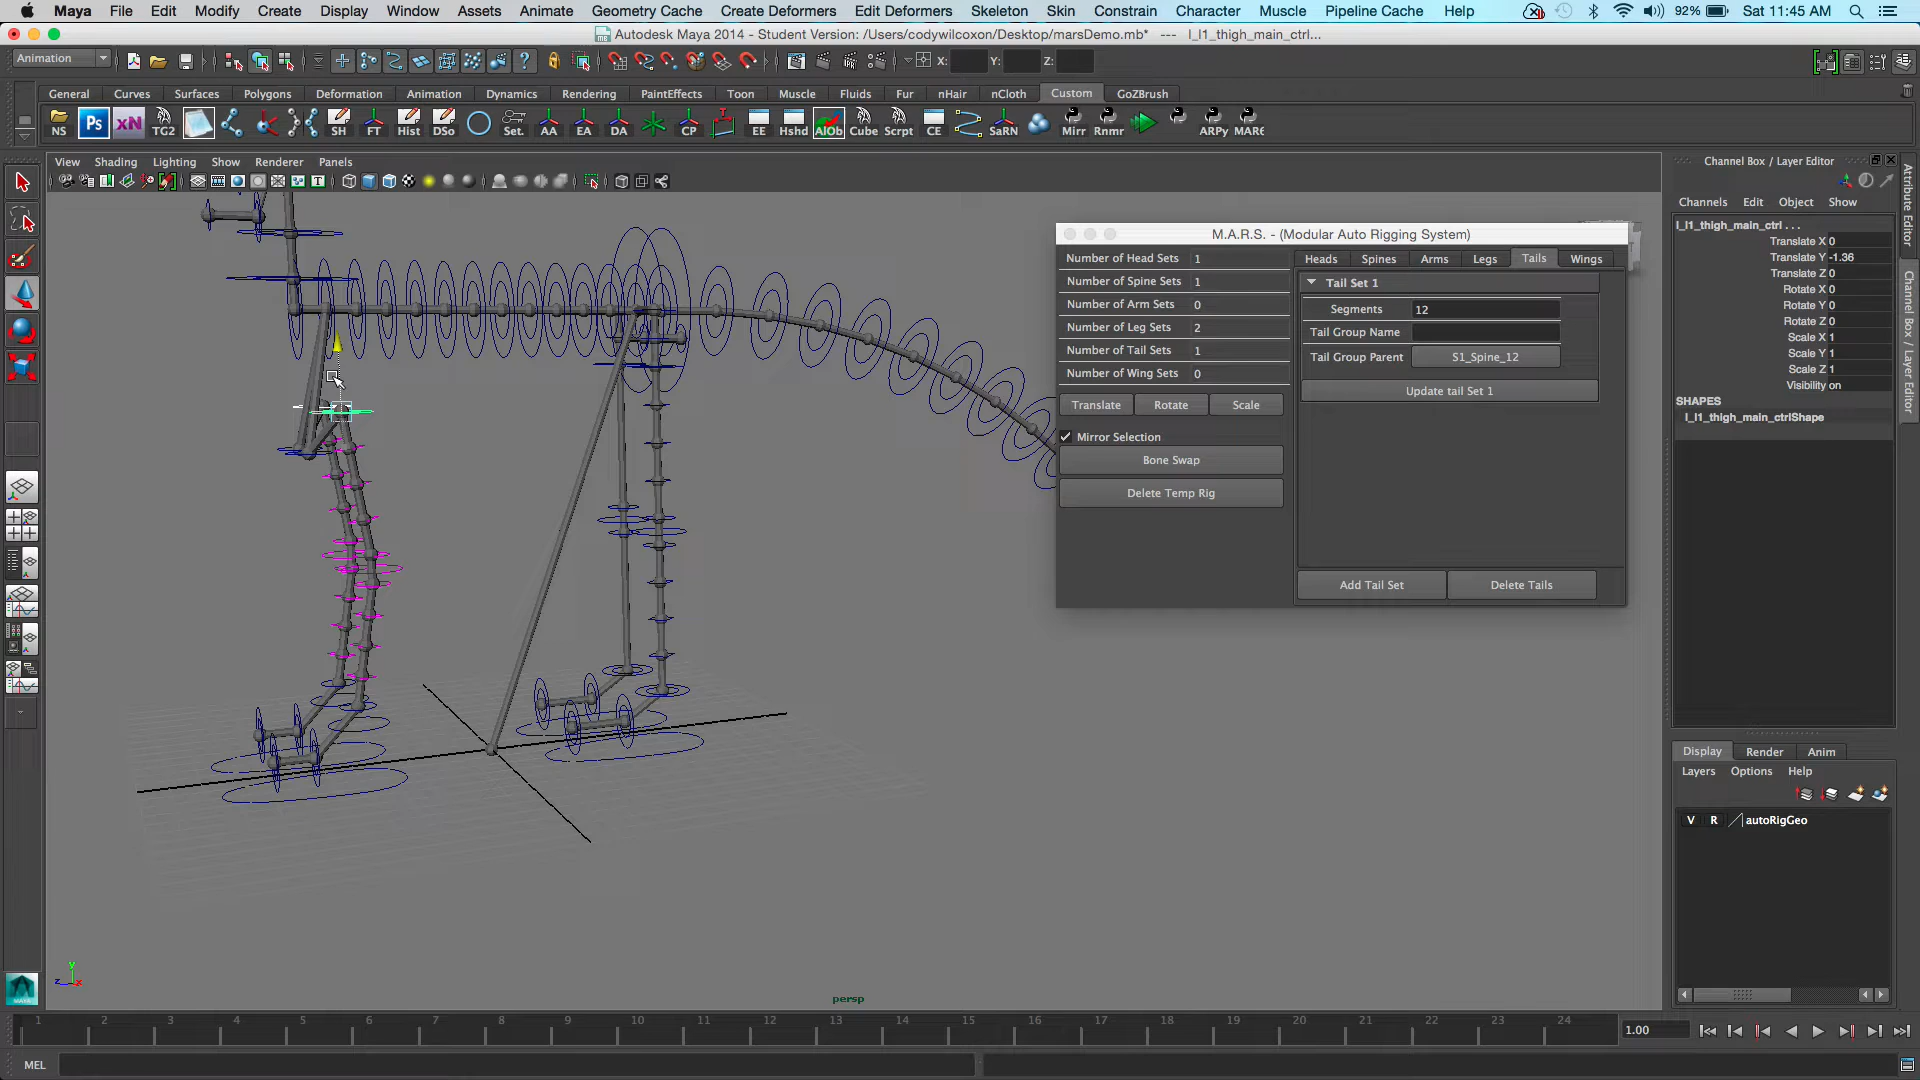 Maya File Edit Modify Create Display Window Assets Animate Geometry Cache Create Deformers Edit Deformers Skeleton Skin Constrain Character Muscle Pipeline Cache Help 92% Sat 11:45 AM
Autodesk Maya 2014 - Student Version: /Users/codywilcoxon/Desktop/marsDemo.mb* --- l_l1_thigh_main_ctrl...
Animation X: Y: Z:
General Curves Surfaces Polygons Deformation Animation Dynamics Rendering PaintEffects Toon Muscle Fluids Fur nHair nCloth Custom GoZBrush
NS Ps xN TG2 SH FT Hist DSo Set. AA EA DA CP EE Hshd AlOb Cube Scrpt CE SaRN Mirr Rnmr ARPy MARS
View Shading Lighting Show Renderer Panels
Channel Box / Layer Editor
Channels Edit Object Show
l_l1_thigh_main_ctrl . . .
Translate X 0
Translate Y -1.36
Translate Z 0
Rotate X 0
Rotate Y 0
Rotate Z 0
Scale X 1
Scale Y 1
Scale Z 1
Visibility on
SHAPES
l_l1_thigh_main_ctrlShape
Attribute Editor
Channel Box / Layer Editor
M.A.R.S. - (Modular Auto Rigging System)
Number of Head Sets 1
Number of Spine Sets 1
Number of Arm Sets 0
Number of Leg Sets 2
Number of Tail Sets 1
Number of Wing Sets 0
Translate Rotate Scale
Mirror Selection
Bone Swap
Delete Temp Rig
Heads Spines Arms Legs Tails Wings
Tail Set 1
Segments 12
Tail Group Name
Tail Group Parent S1_Spine_12
Update tail Set 1
Add Tail Set Delete Tails
Display Render Anim
Layers Options Help
V R autoRigGeo
y
z x
persp
MAYA
1 2 3 4 5 6 7 8 9 10 11 12 13 14 15 16 17 18 19 20 21 22 23 24 1.00
MEL